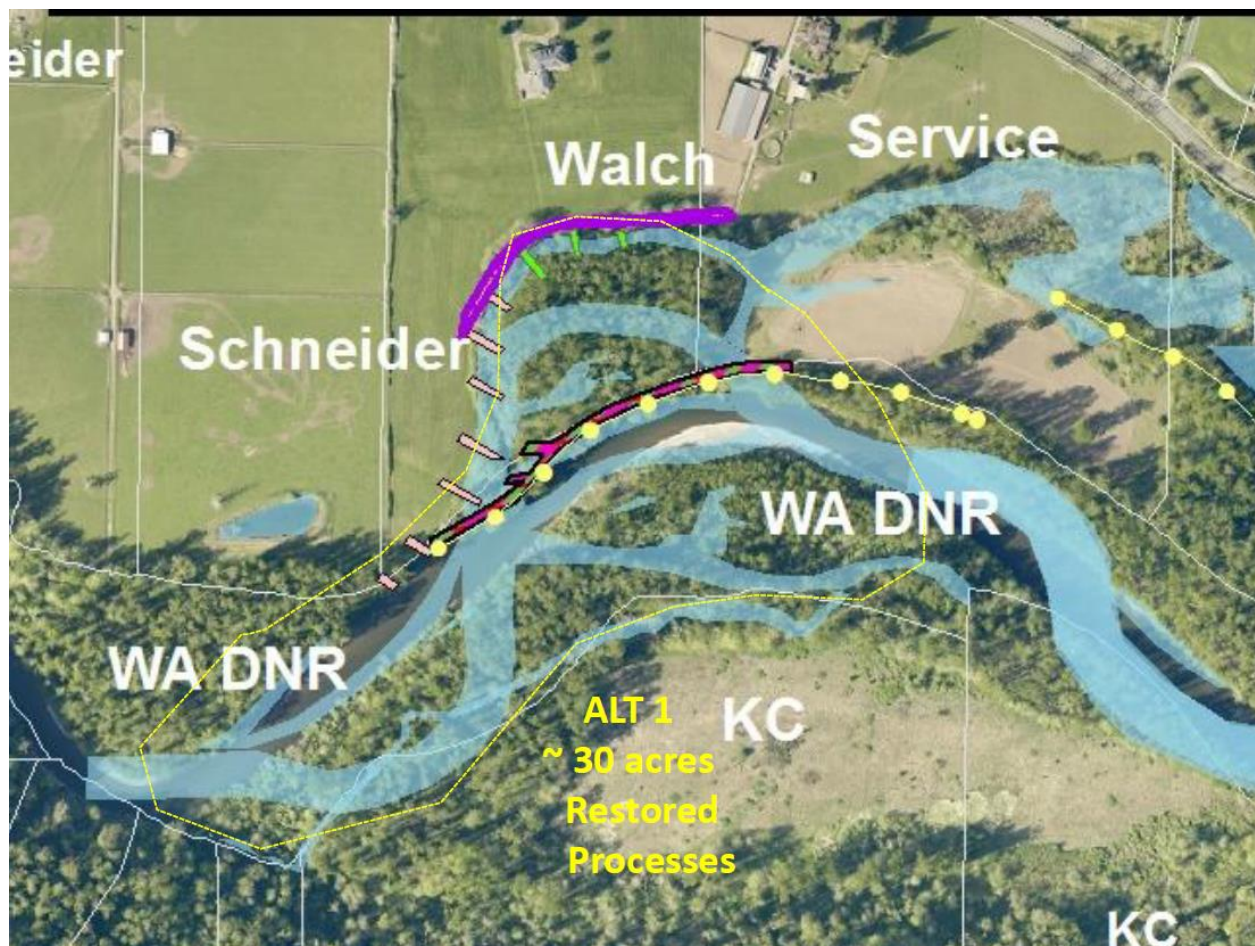 eider
Service
Walch
Schneider
WA DNR
WA DNR
KC
ALT 1
~ 30 acres
Restored
Processes
KC